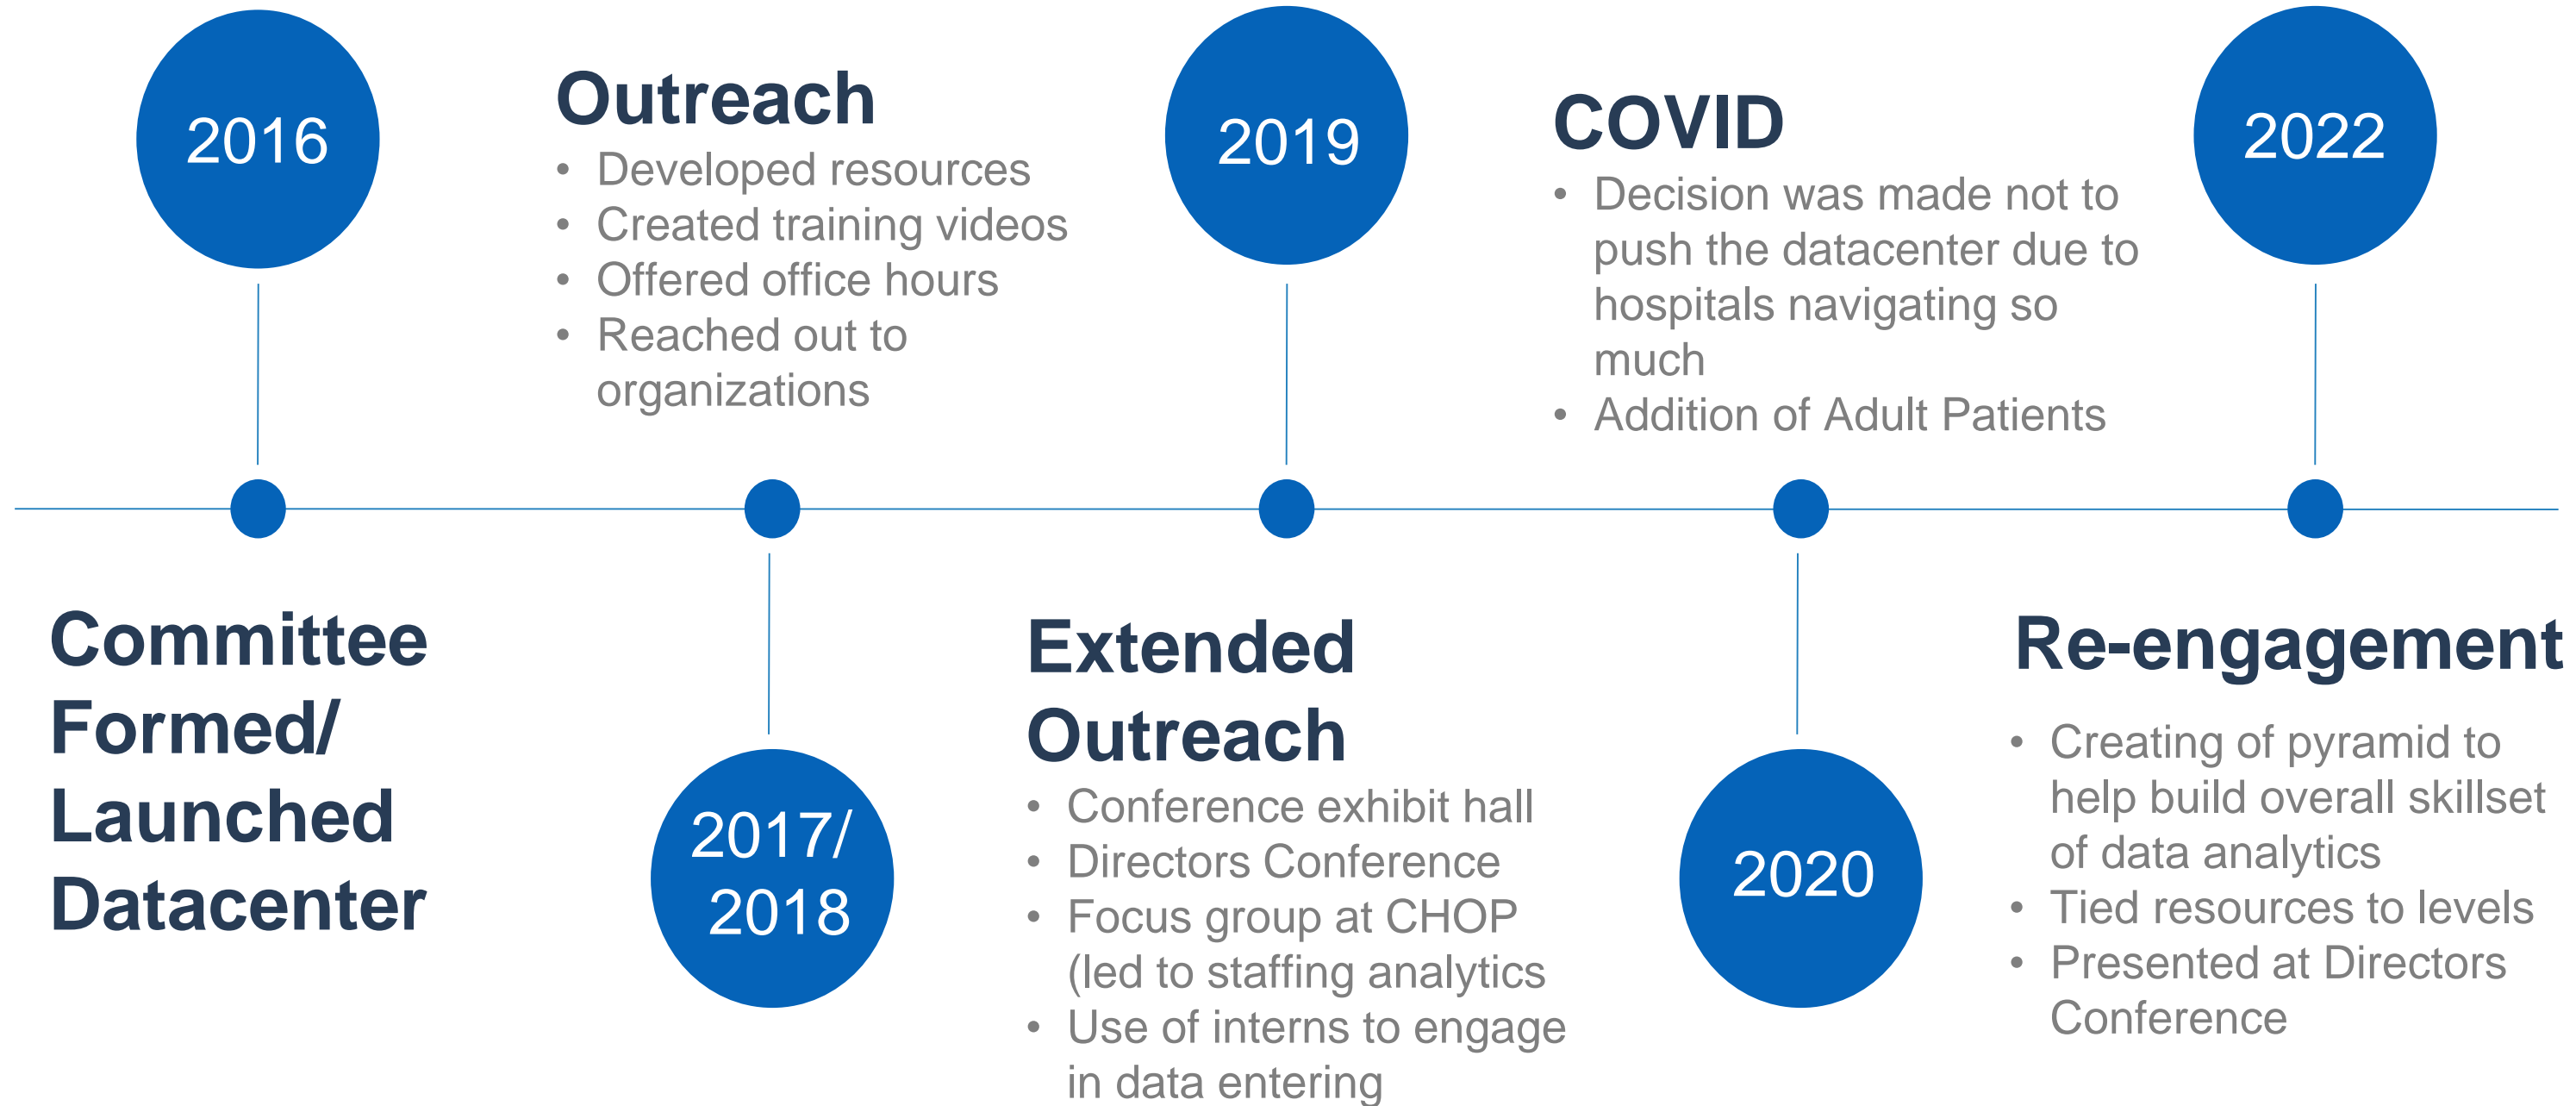 2016
Committee
Formed/
Launched
Datacenter
Outreach
• Developed resources
• Created training videos
• Offered office hours
• Reached out to
organizations
2017/
2018
2019
Extended
Outreach
• Conference exhibit hall
• Directors Conference
• Focus group at CHOP
(led to staffing analytics
• Use of interns to engage
in data entering
COVID
• Decision was made not to
push the datacenter due to
hospitals navigating so
much
• Addition of Adult Patients
2020
2022
Re-engagement
• Creating of pyramid to
help build overall skillset
of data analytics
• Tied resources to levels
• Presented at Directors
Conference